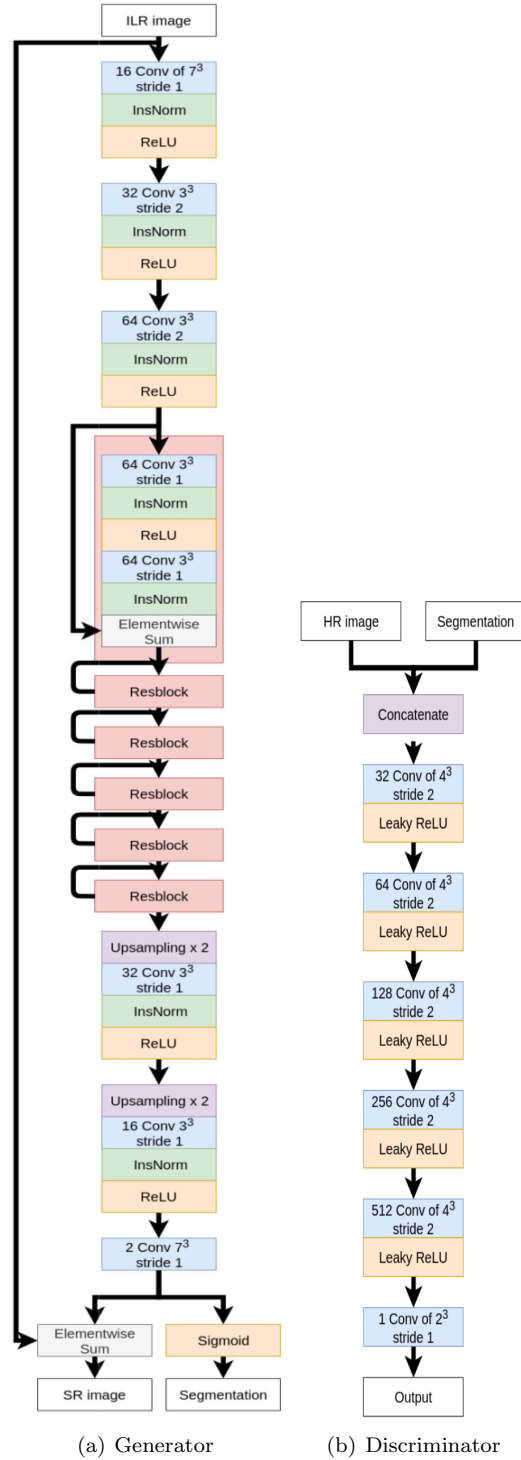 ILR image
16 Conv of 7³
stride 1
InsNorm
ReLU
32 Conv 3³
stride 2
InsNorm
ReLU
64 Conv 3³
stride 2
InsNorm
ReLU
64 Conv 3³
stride 1
InsNorm
ReLU
64 Conv 3³
stride 1
InsNorm
Elementwise
Sum
Resblock
Resblock
Resblock
Resblock
Resblock
Upsampling x 2
32 Conv 3³
stride 1
InsNorm
ReLU
Upsampling x 2
16 Conv 3³
stride 1
InsNorm
ReLU
2 Conv 7³
stride 1
Elementwise
Sum
Sigmoid
SR image
Segmentation
(a) Generator
HR image
Segmentation
Concatenate
32 Conv of 4³
stride 2
Leaky ReLU
64 Conv of 4³
stride 2
Leaky ReLU
128 Conv of 4³
stride 2
Leaky ReLU
256 Conv of 4³
stride 2
Leaky ReLU
512 Conv of 4³
stride 2
Leaky ReLU
1 Conv of 2³
stride 1
Output
(b) Discriminator